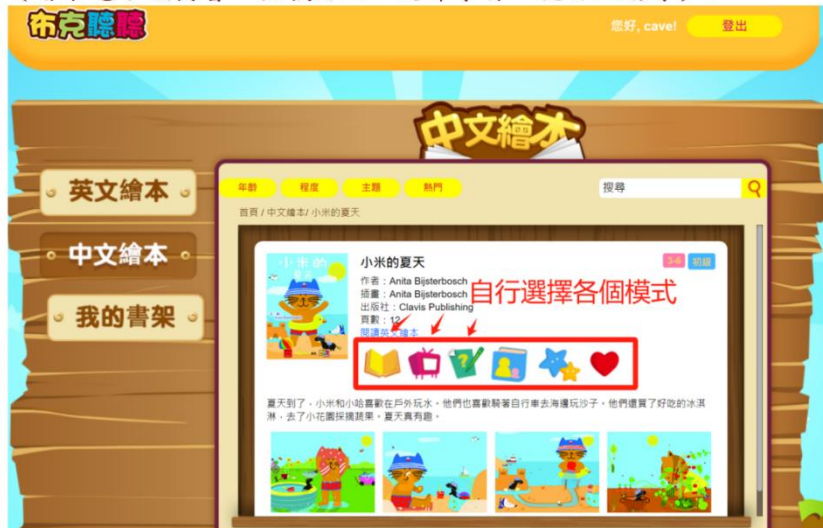 布克聽聽
您好, cave!
登出
中文繪本
英文繪本
中文繪本
我的書架
年齡 程度 主題 熱門 搜尋
首頁 / 中文繪本/ 小米的夏天
小米的
夏天
小米的夏天
3-6 初級
作者：Anita Bijsterbosch
插畫：Anita Bijsterbosch
出版社：Clavis Publishing
頁數：12
閱讀英文繪本
自行選擇各個模式
夏天到了，小米和小哈喜歡在戶外玩水。他們也喜歡騎著自行車去海邊玩沙子。他們還買了好吃的冰淇
淋，去了小花園採摘蔬果。夏天真有趣。